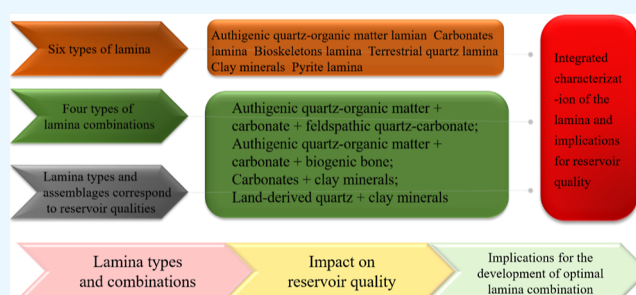 Six types of lamina
Authigenic quartz-organic matter lamian Carbonates
lamina Bioskeletons lamina Terrestrial quartz lamina
Clay minerals Pyrite lamina
Four types of
lamina combinations
Authigenic quartz-organic matter +
carbonate + feldspathic quartz-carbonate;
Authigenic quartz-organic matter +
carbonate + biogenic bone;
Carbonates + clay minerals;
Land-derived quartz + clay minerals
Lamina types and
assemblages correspond
to reservoir qualities
Integrated
characterizat
-ion of the
lamina and
implications
for reservoir
quality
Lamina types
and combinations
Impact on
reservoir quality
Implications for the
development of optimal
lamina combination